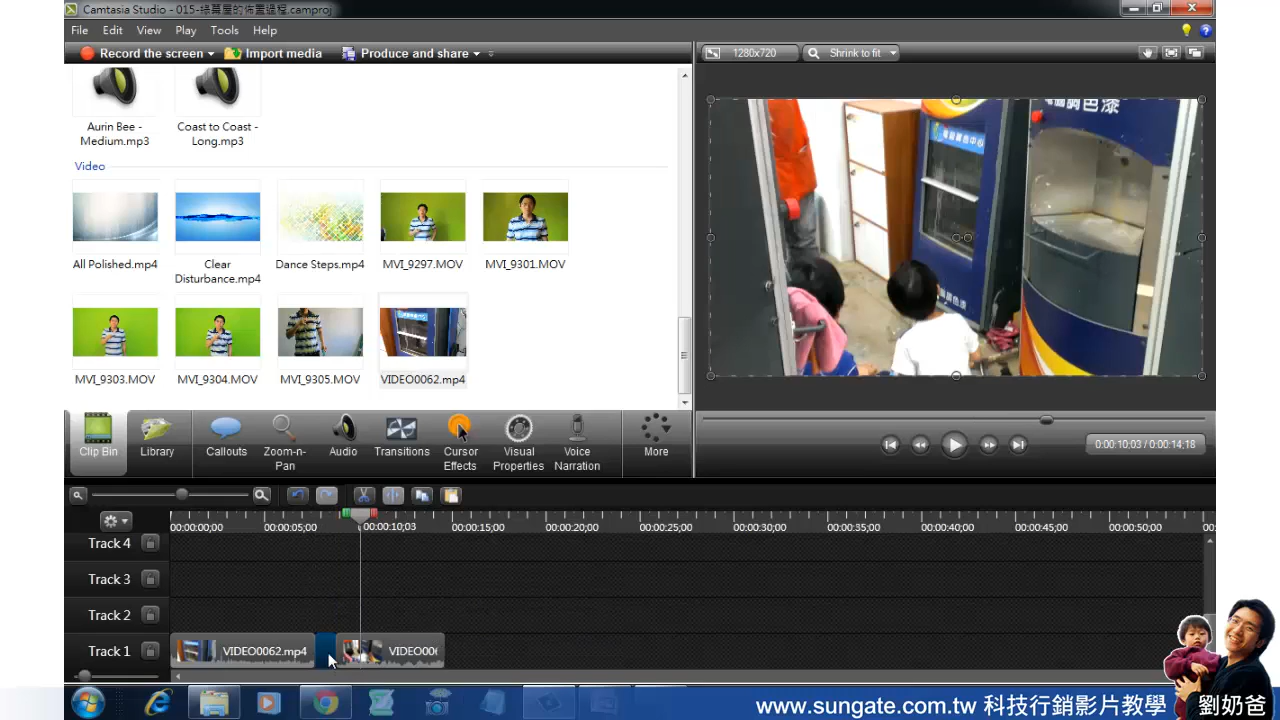 Camtasia Studio - 015-綠幕屋的佈置過程.camproj
File Edit View Play Tools Help
Record the screen Import media Produce and share
1280x720 Shrink to fit
Aurin Bee - Medium.mp3
Coast to Coast - Long.mp3
Video
All Polished.mp4
Clear Disturbance.mp4
Dance Steps.mp4
MVI_9297.MOV
MVI_9301.MOV
MVI_9303.MOV
MVI_9304.MOV
MVI_9305.MOV
VIDEO0062.mp4
電腦調色漆
Clip Bin
Library
Callouts
Zoom-n-Pan
Audio
Transitions
Cursor Effects
Visual Properties
Voice Narration
More
0:00:10;03 / 0:00:14;18
00:00:00;00 00:00:05;00 00:00:10;03 00:00:15;00 00:00:20;00 00:00:25;00 00:00:30;00 00:00:35;00 00:00:40;00 00:00:45;00 00:00:50;00 00:
Track 4
Track 3
Track 2
Track 1
VIDEO0062.mp4
VIDEO00
www.sungate.com.tw 科技行銷影片教學
劉奶爸